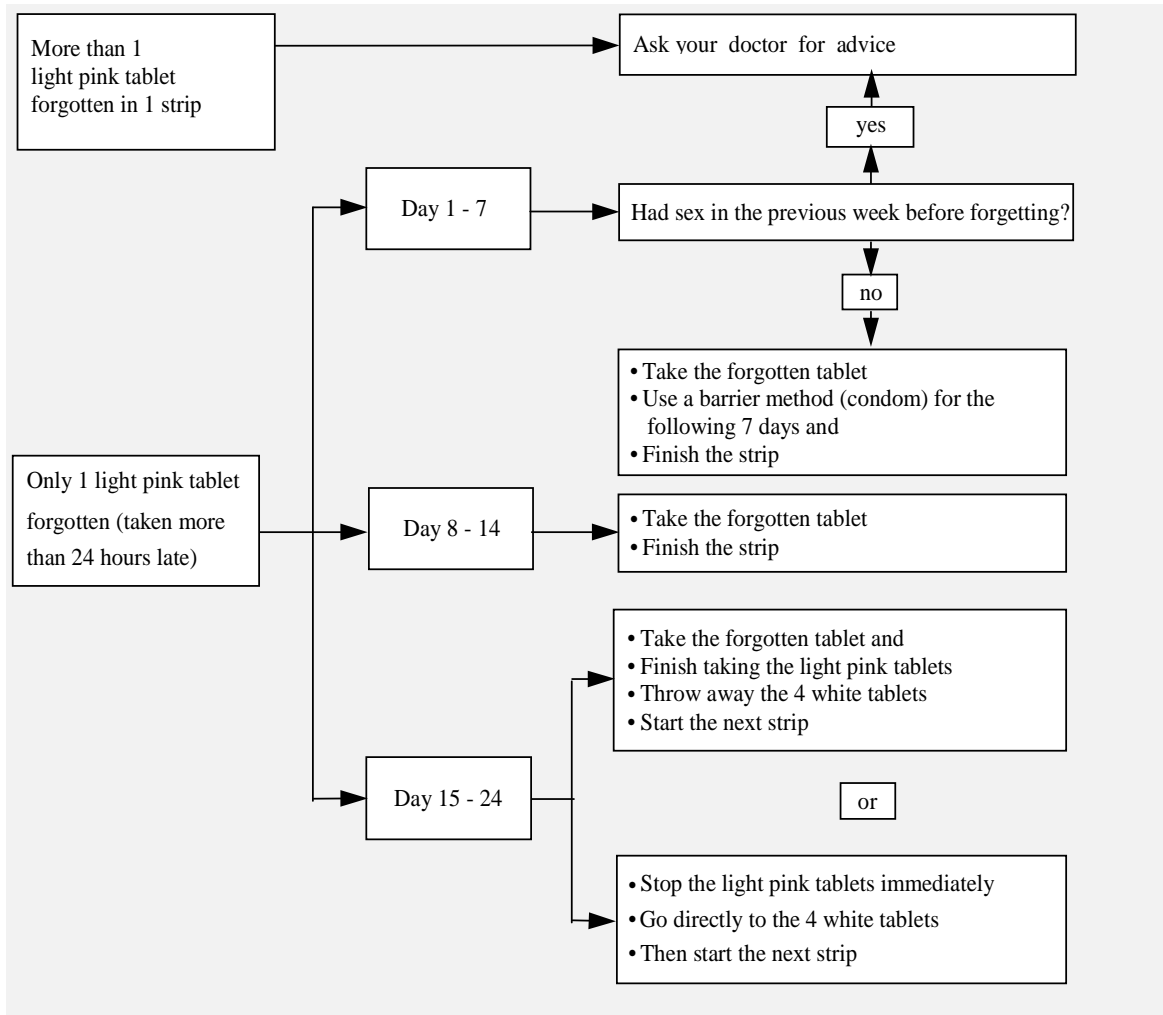 More than 1
light pink tablet
forgotten in 1 strip
Ask your doctor for advice
yes
Day 1 - 7
Had sex in the previous week before forgetting?
no
• Take the forgotten tablet
• Use a barrier method (condom) for the
following 7 days and
• Finish the strip
Only 1 light pink tablet
forgotten (taken more
than 24 hours late)
Day 8 - 14
• Take the forgotten tablet
• Finish the strip
• Take the forgotten tablet and
• Finish taking the light pink tablets
• Throw away the 4 white tablets
• Start the next strip
Day 15 - 24
or
• Stop the light pink tablets immediately
• Go directly to the 4 white tablets
• Then start the next strip